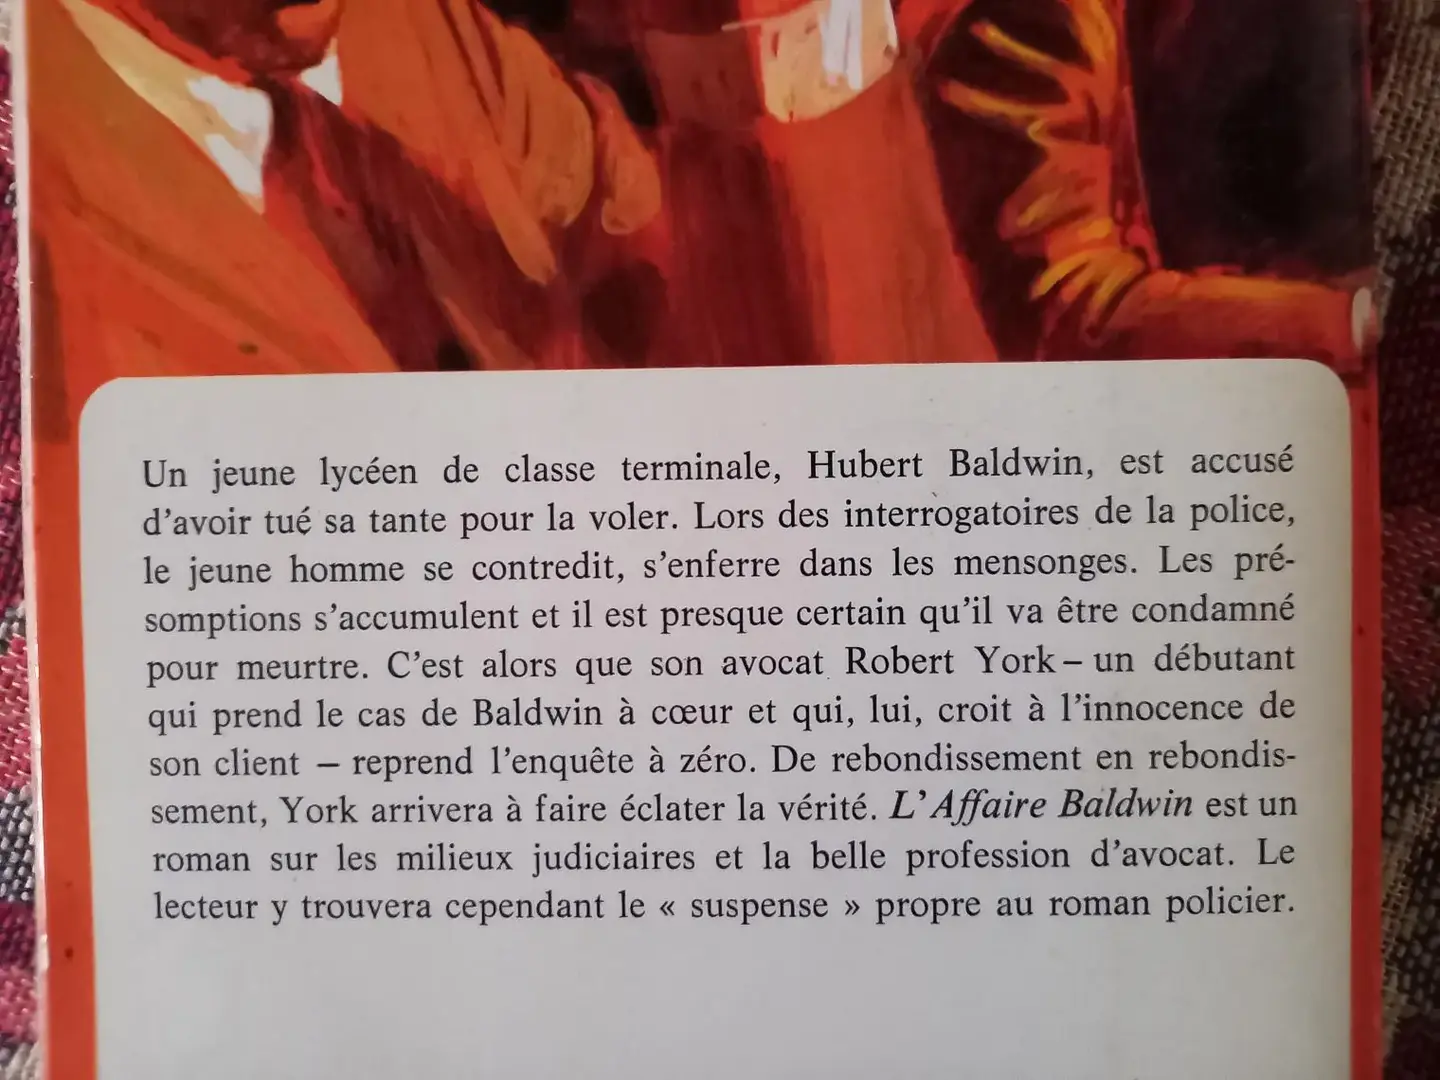 Un jeune lycéen de classe terminale, Hubert Baldwin, est accusé
d'avoir tué sa tante pour la voler. Lors des interrogatoires de la police,
le jeune homme se contredit, s'enferre dans les mensonges. Les pré-
somptions s'accumulent et il est presque certain qu'il va être condamné
pour meurtre. C'est alors que son avocat Robert York – un débutant
qui prend le cas de Baldwin à cœur et qui, lui, croit à l'innocence de
son client – reprend l'enquête à zéro. De rebondissement en rebondis-
sement, York arrivera à faire éclater la vérité. L'Affaire Baldwin est un
roman sur les milieux judiciaires et la belle profession d'avocat. Le
lecteur y trouvera cependant le « suspense » propre au roman policier.